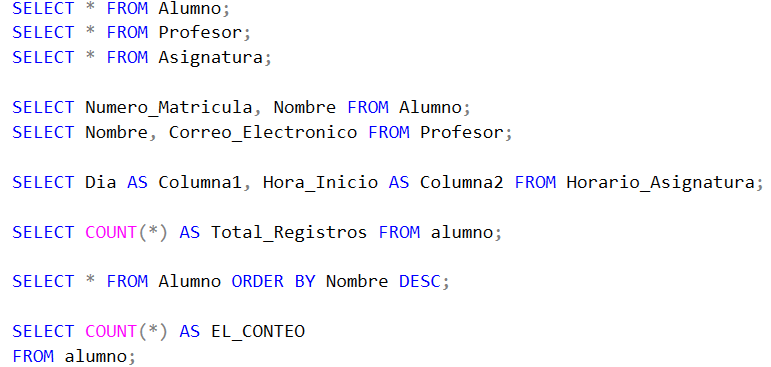 SELECT * FROM Alumno;
SELECT * FROM Profesor;
SELECT * FROM Asignatura;
SELECT Numero_Matricula, Nombre FROM Alumno;
SELECT Nombre, Correo_Electronico FROM Profesor;
SELECT Dia AS Columna1, Hora_Inicio AS Columna2 FROM Horario_Asignatura;
SELECT COUNT(*) AS Total_Registros FROM alumno;
SELECT * FROM Alumno ORDER BY Nombre DESC;
SELECT COUNT(*) AS EL_CONTEO
FROM alumno;